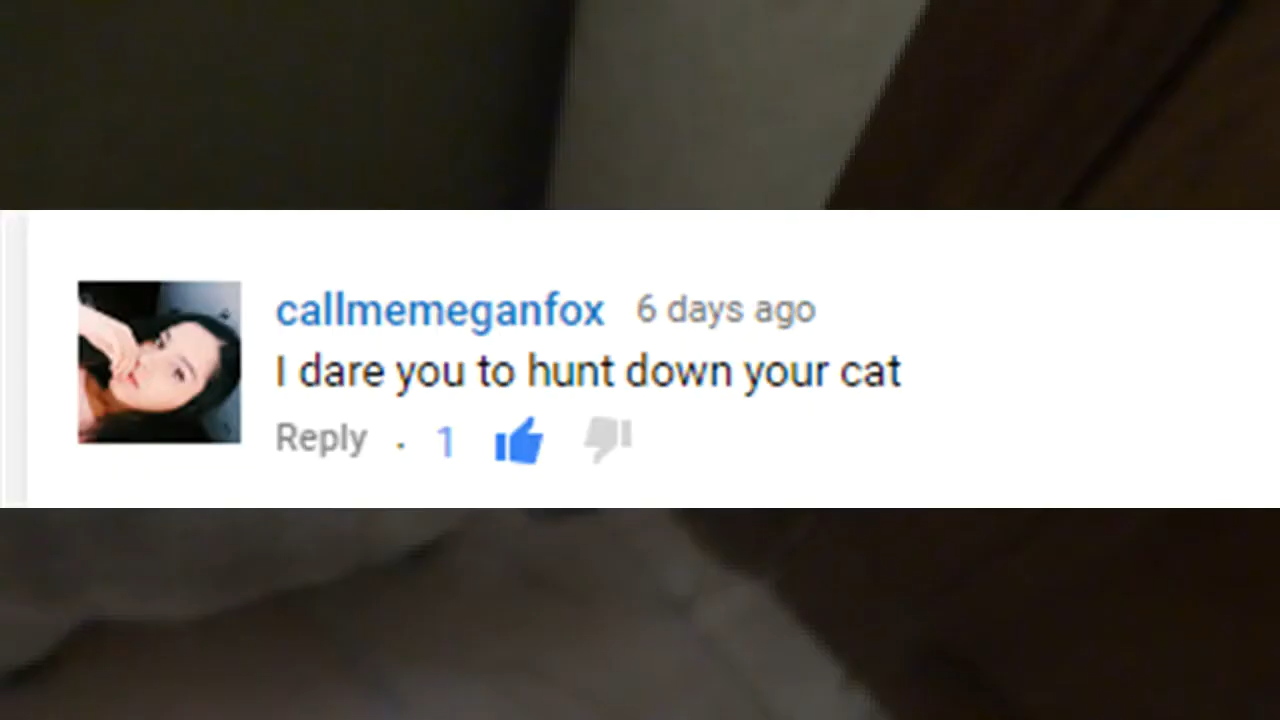 callmemeganfox 6 days ago
I dare you to hunt down your cat
Reply . 1